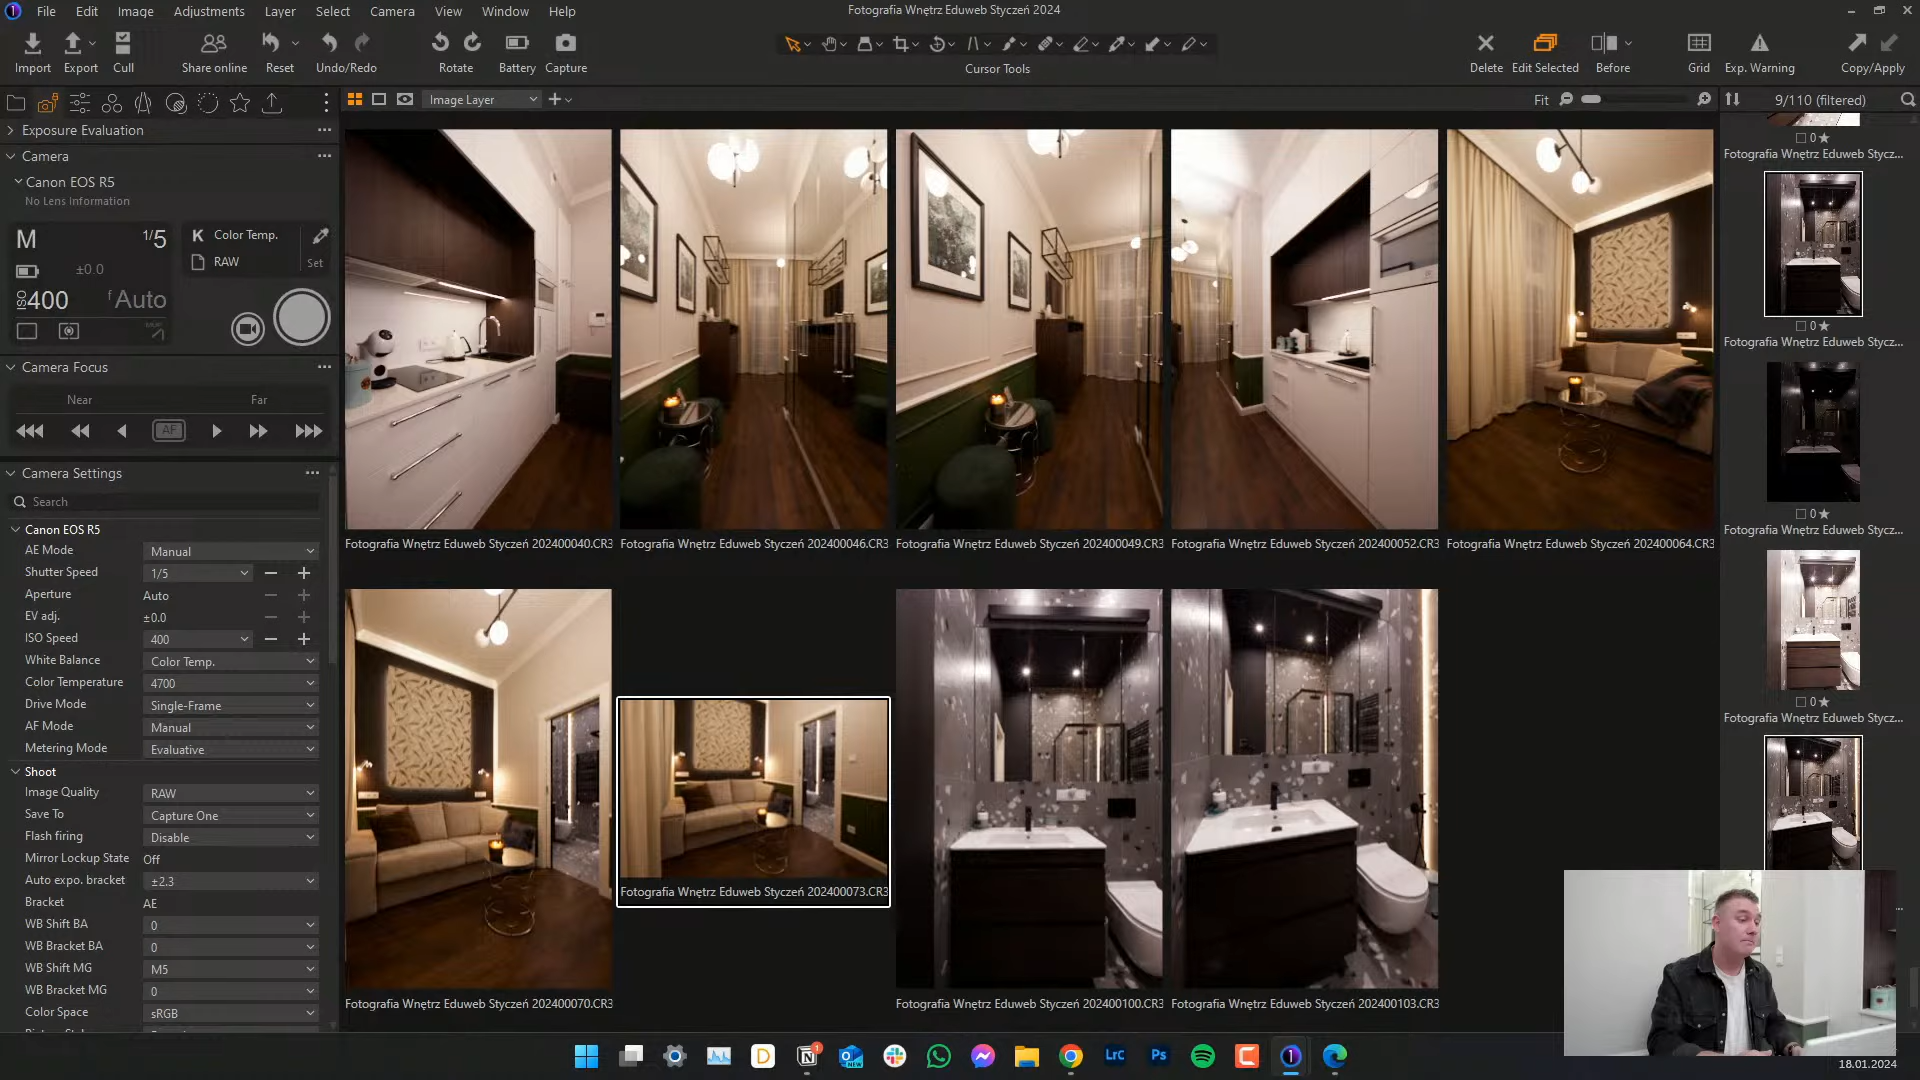 File Edit Image Adjustments Layer Select Camera View Window Help
Fotografia Wnętrz Eduweb Styczeń 2024
Import Export Cull Share online Reset Undo/Redo Rotate Battery Capture
Cursor Tools
Delete Edit Selected Before Grid Exp. Warning Copy/Apply
Image Layer
Fit
9/110 (filtered)
Exposure Evaluation
Camera
Canon EOS R5
No Lens Information
M 1/5
±0.0
ISO 400 f Auto
K Color Temp.
RAW
Set
Camera Focus
Near Far
AF
Camera Settings
Search
Canon EOS R5
AE Mode Manual
Shutter Speed 1/5
Aperture Auto
EV adj. ±0.0
ISO Speed 400
White Balance Color Temp.
Color Temperature 4700
Drive Mode Single-Frame
AF Mode Manual
Metering Mode Evaluative
Shoot
Image Quality RAW
Save To Capture One
Flash firing Disable
Mirror Lockup State Off
Auto expo. bracket ±2.3
Bracket AE
WB Shift BA 0
WB Bracket BA 0
WB Shift MG M5
WB Bracket MG 0
Color Space sRGB
Fotografia Wnętrz Eduweb Styczeń 202400040.CR3
Fotografia Wnętrz Eduweb Styczeń 202400046.CR3
Fotografia Wnętrz Eduweb Styczeń 202400049.CR3
Fotografia Wnętrz Eduweb Styczeń 202400052.CR3
Fotografia Wnętrz Eduweb Styczeń 202400064.CR3
Fotografia Wnętrz Eduweb Styczeń 202400070.CR3
Fotografia Wnętrz Eduweb Styczeń 202400073.CR3
Fotografia Wnętrz Eduweb Styczeń 202400100.CR3
Fotografia Wnętrz Eduweb Styczeń 202400103.CR3
0
Fotografia Wnętrz Eduweb Stycz...
0
Fotografia Wnętrz Eduweb Stycz...
0
Fotografia Wnętrz Eduweb Stycz...
0
Fotografia Wnętrz Eduweb Stycz...
D N 1 NEW LrC Ps C 1
18.01.2024